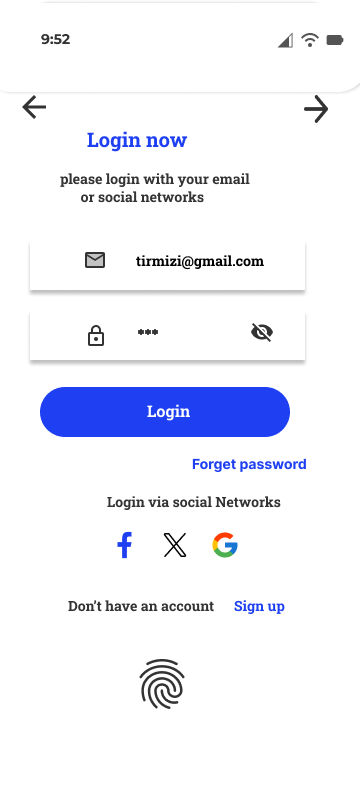 9:52
Login now
please login with your email
or social networks
tirmizi@gmail.com
***
Login
Forget password
Login via social Networks
Don't have an account Sign up